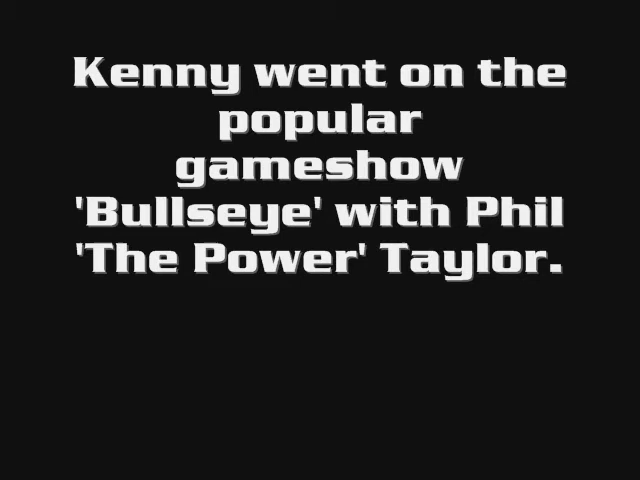 Kenny went on the
popular
gameshow
'Bullseye' with Phil
'The Power' Taylor.